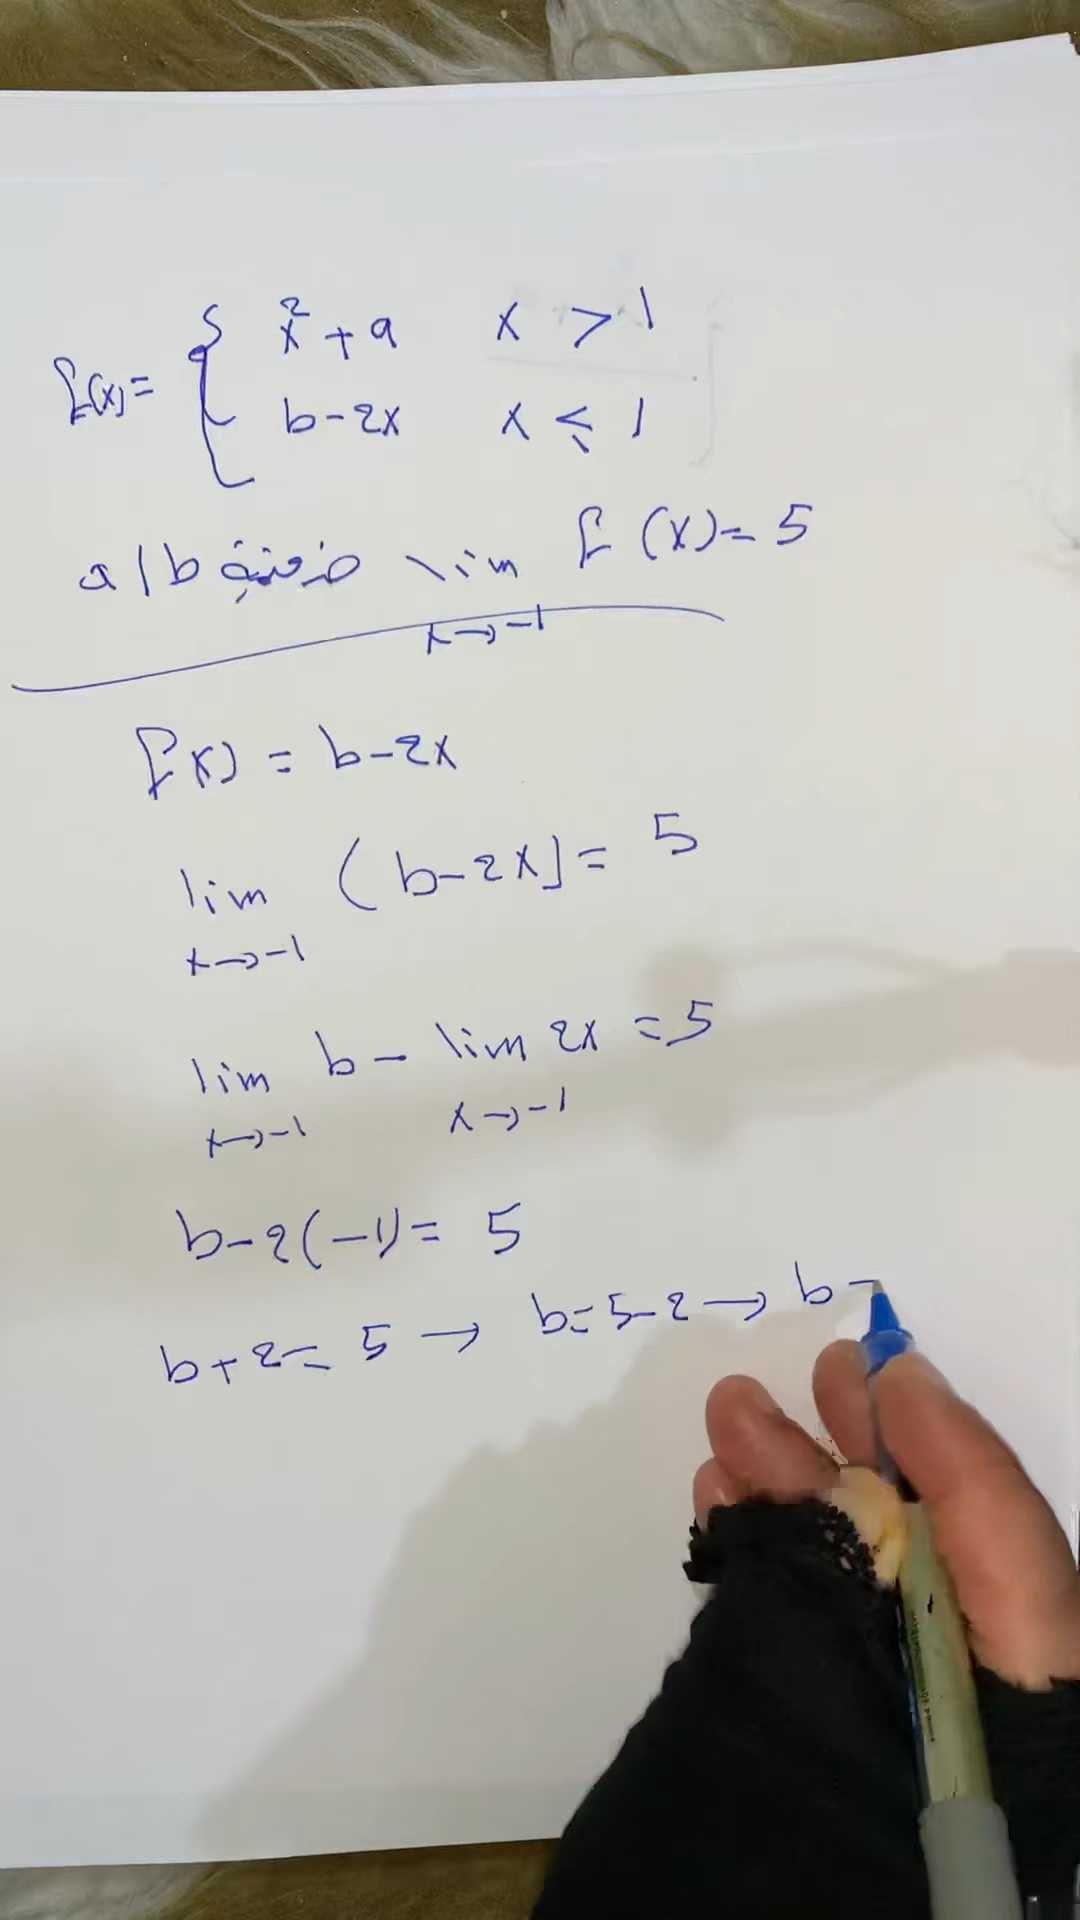 f(x) = { x² + a x > 1
b - 2x x ≤ 1
a, b lim f(x) = 5
x → -1
f(x) = b - 2x
lim (b - 2x] = 5
x → -1
lim b - lim 2x = 5
x → -1 x → -1
b - 2(-1) = 5
b + 2 = 5 → b = 5 - 2 → b =